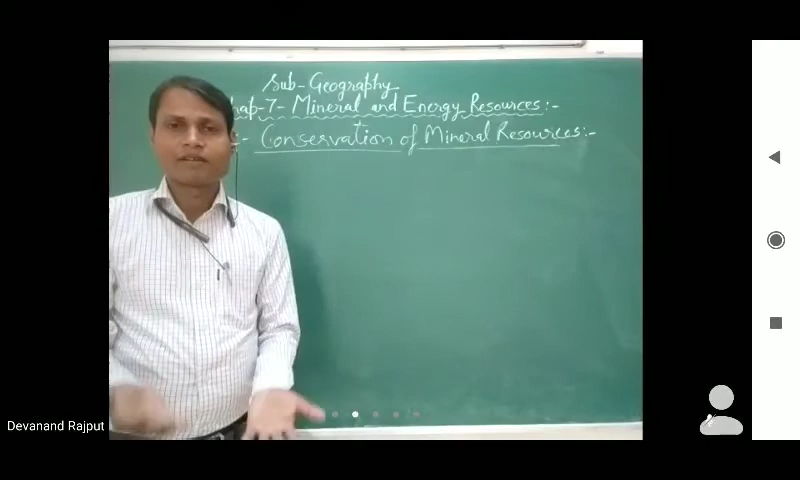 Sub- Geography
hap-7- Mineral and Energy Resources:-
:- Conservation of Mineral Resources:-
Devanand Rajput